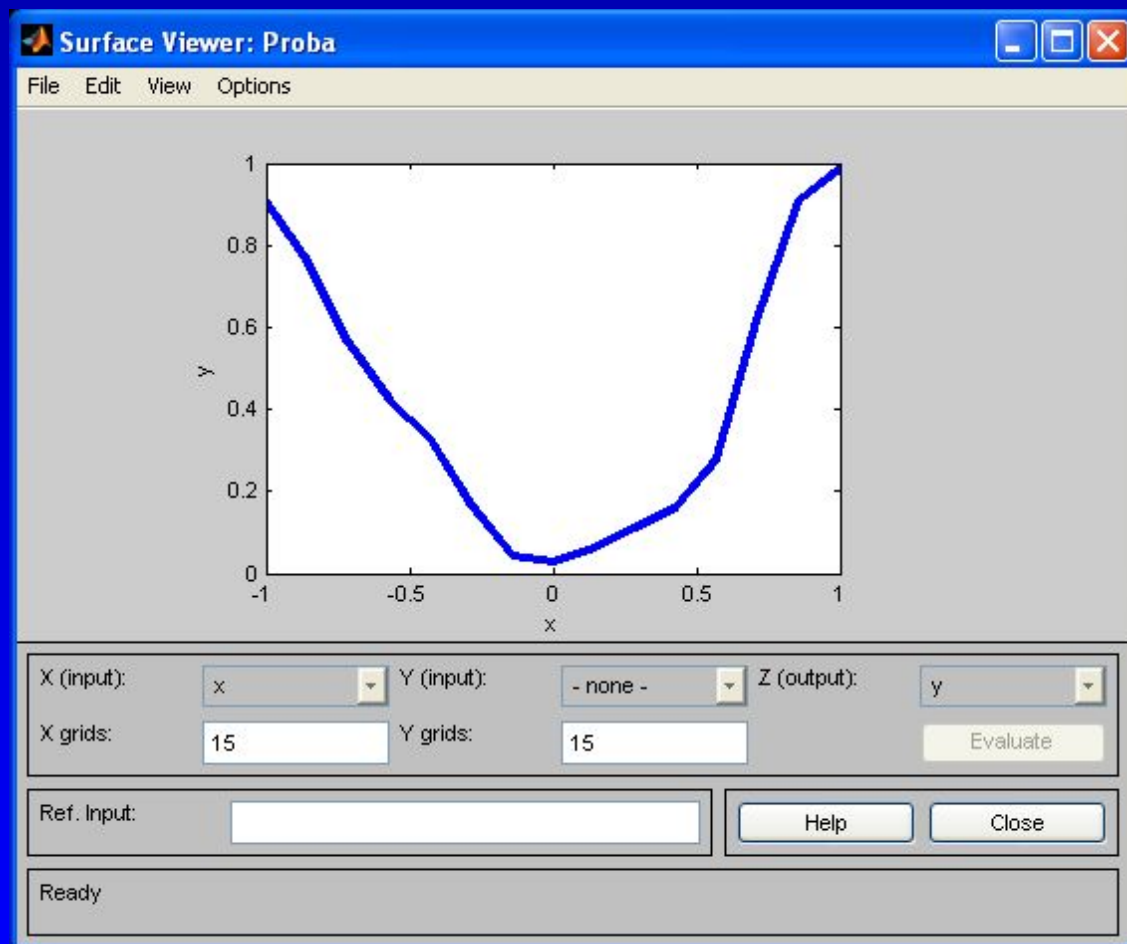 Surface Viewer: Proba
File Edit View Options
1
0.8
0.6
0.4
0.2
0
y
-1 -0.5 0 0.5 1
x
X (input): x Y (input): - none - Z (output): y
X grids: 15 Y grids: 15 Evaluate
Ref. Input: Help Close
Ready